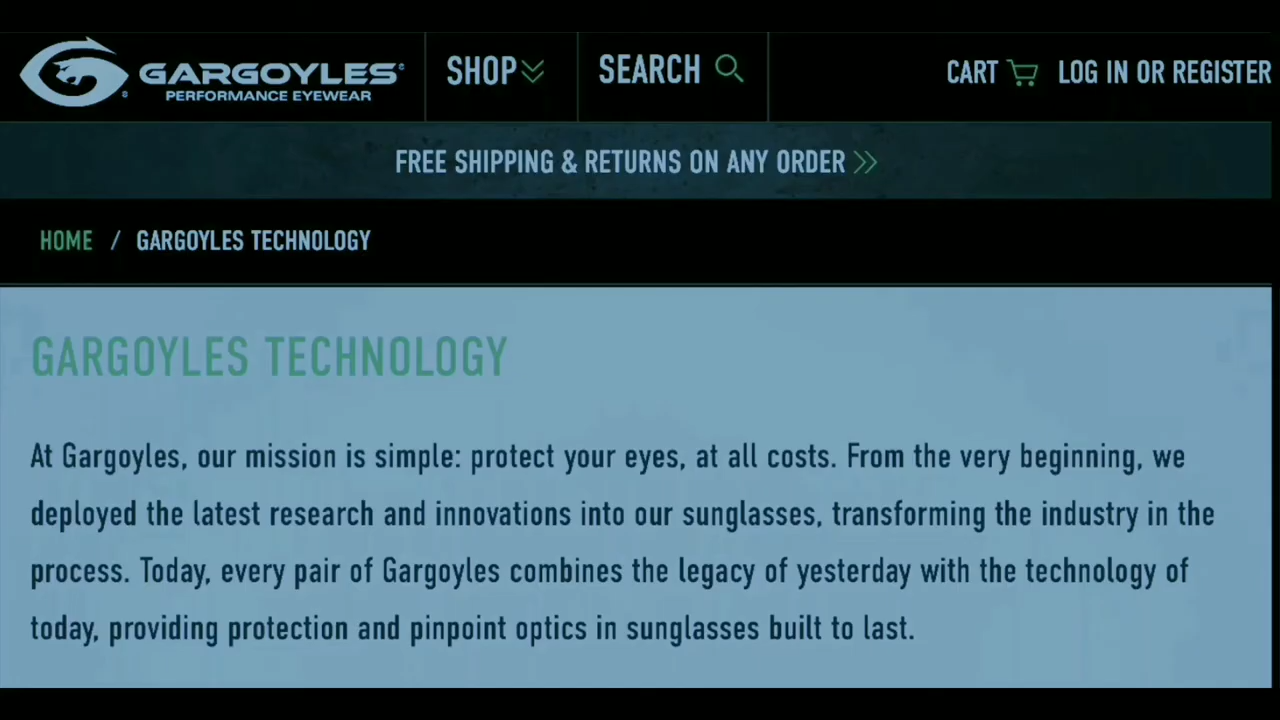 GARGOYLES
PERFORMANCE EYEWEAR
SHOP
SEARCH
CART
LOG IN OR REGISTER
FREE SHIPPING & RETURNS ON ANY ORDER
HOME / GARGOYLES TECHNOLOGY
GARGOYLES TECHNOLOGY
At Gargoyles, our mission is simple: protect your eyes, at all costs. From the very beginning, we
deployed the latest research and innovations into our sunglasses, transforming the industry in the
process. Today, every pair of Gargoyles combines the legacy of yesterday with the technology of
today, providing protection and pinpoint optics in sunglasses built to last.